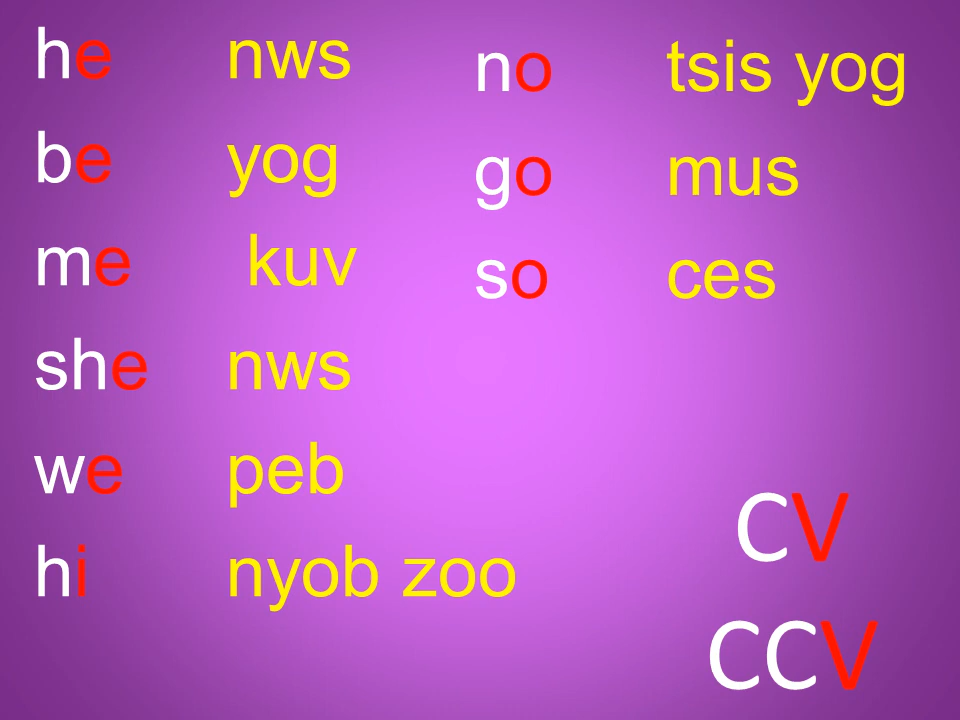 he nws
be yog
me kuv
she nws
we peb
hi nyob zoo
no tsis yog
go mus
so ces
CV
CCV